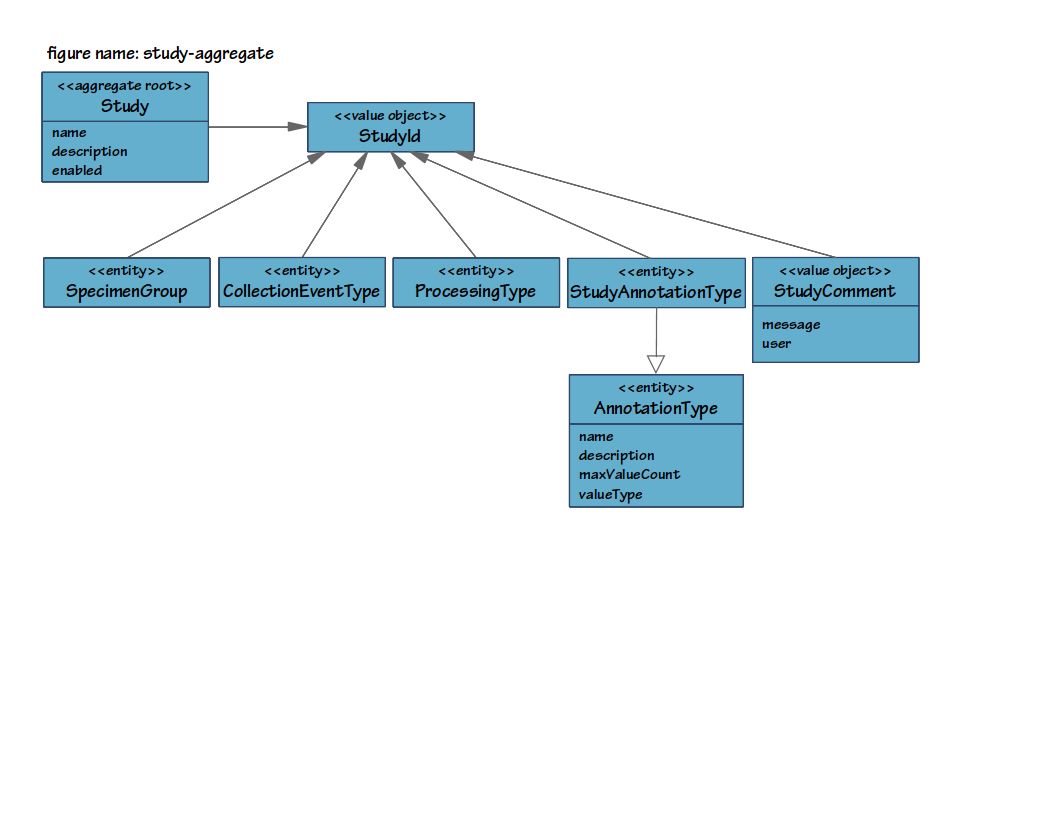 figure name: study-aggregate
<<aggregate root>>
Study
name
description
enabled
<<value object>>
StudyId
<<entity>>
SpecimenGroup
<<entity>>
CollectionEventType
<<entity>>
ProcessingType
<<entity>>
StudyAnnotationType
<<value object>>
StudyComment
message
user
<<entity>>
AnnotationType
name
description
maxValueCount
valueType